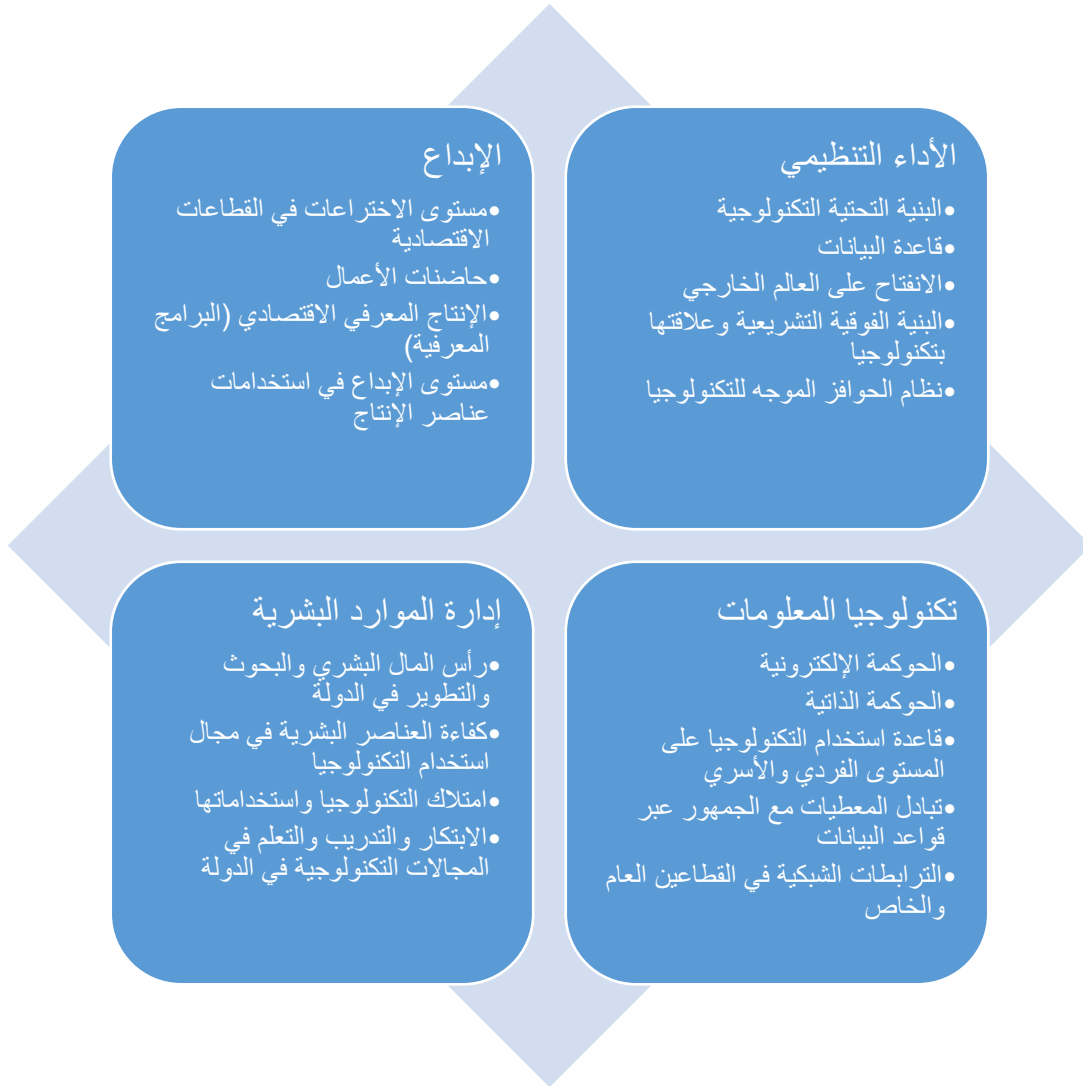 الأداء التنظيمي
•البنية التحتية التكنولوجية
•قاعدة البيانات
•الانفتاح على العالم الخارجي
•البنية الفوقية التشريعية وعلاقتها
بتكنولوجيا
•نظام الحوافز الموجه للتكنولوجيا
الإبداع
•مستوى الاختراعات في القطاعات
الاقتصادية
•حاضنات الأعمال
•الإنتاج المعرفي الاقتصادي (البرامج
المعرفية)
•مستوى الإبداع في استخدامات
عناصر الإنتاج
تكنولوجيا المعلومات
•الحوكمة الإلكترونية
•الحوكمة الذاتية
•قاعدة استخدام التكنولوجيا على
المستوى الفردي والأسري
•تبادل المعطيات مع الجمهور عبر
قواعد البيانات
•الترابطات الشبكية في القطاعين العام
والخاص
إدارة الموارد البشرية
•رأس المال البشري والبحوث
والتطوير في الدولة
•كفاءة العناصر البشرية في مجال
استخدام التكنولوجيا
•امتلاك التكنولوجيا واستخداماتها
•الابتكار والتدريب والتعلم في
المجالات التكنولوجية في الدولة